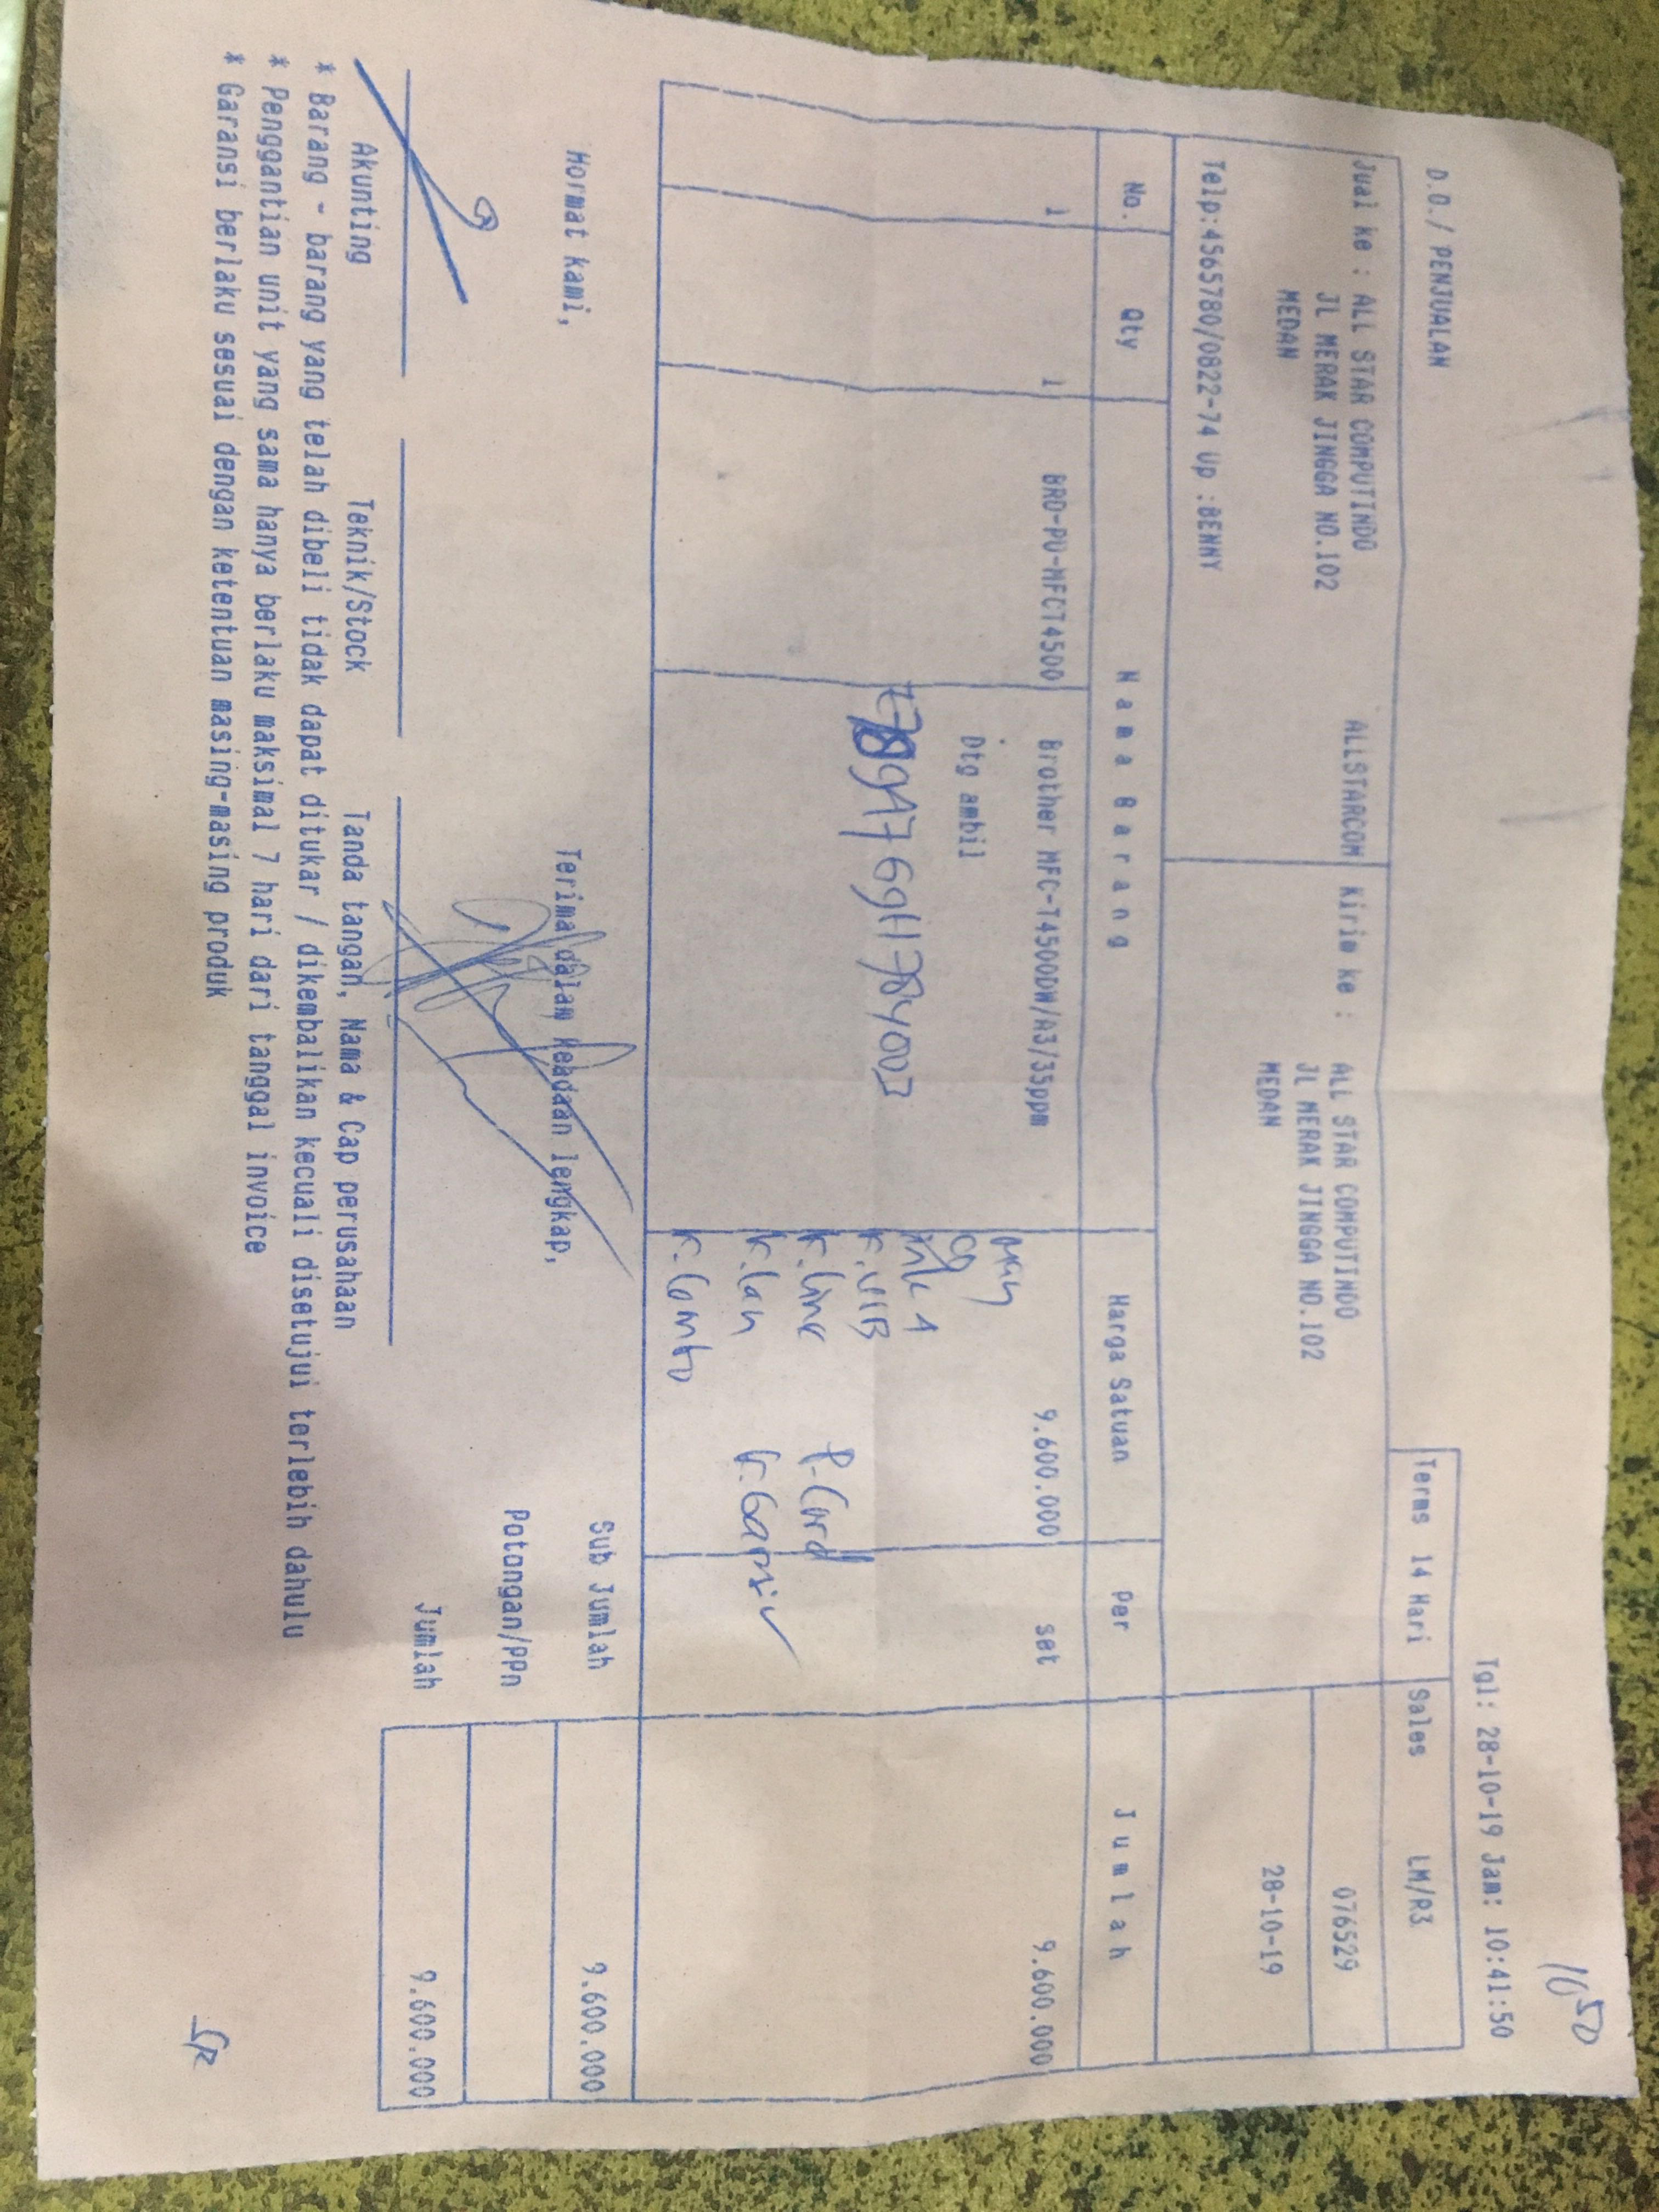 10 50
Tgl: 28-10-19 Jam: 10:41:50
D.O./ PENJUALAN
Terms 14 Hari Sales LM/R3
Jual ke : ALL STAR COMPUTINDO ALLSTARCOM Kirim ke : ALL STAR COMPUTINDO 076529
JL MERAK JINGGA NO.102 JL MERAK JINGGA NO.102
MEDAN MEDAN 28-10-19
Telp:4565780/0822-74 Up :BENNY
No. Qty Nama Barang Harga Satuan Per Jumlah
1 1 BRD-PU-MFCT4500 Brother MFC-T4500DW/A3/35ppm 9.600.000 set 9.600.000
Dtg ambil
ink 1
K.USB
K.Line P.Cord
K.Lan K.Garansi
K.Combo
Hormat kami, Terima dalam keadaan lengkap, Sub Jumlah 9.600.000
Potongan/PPn
Jumlah 9.600.000
Akunting Teknik/Stock Tanda tangan, Nama & Cap perusahaan
* Barang - barang yang telah dibeli tidak dapat ditukar / dikembalikan kecuali disetujui terlebih dahulu
* Penggantian unit yang sama hanya berlaku maksimal 7 hari dari tanggal invoice
* Garansi berlaku sesuai dengan ketentuan masing-masing produk